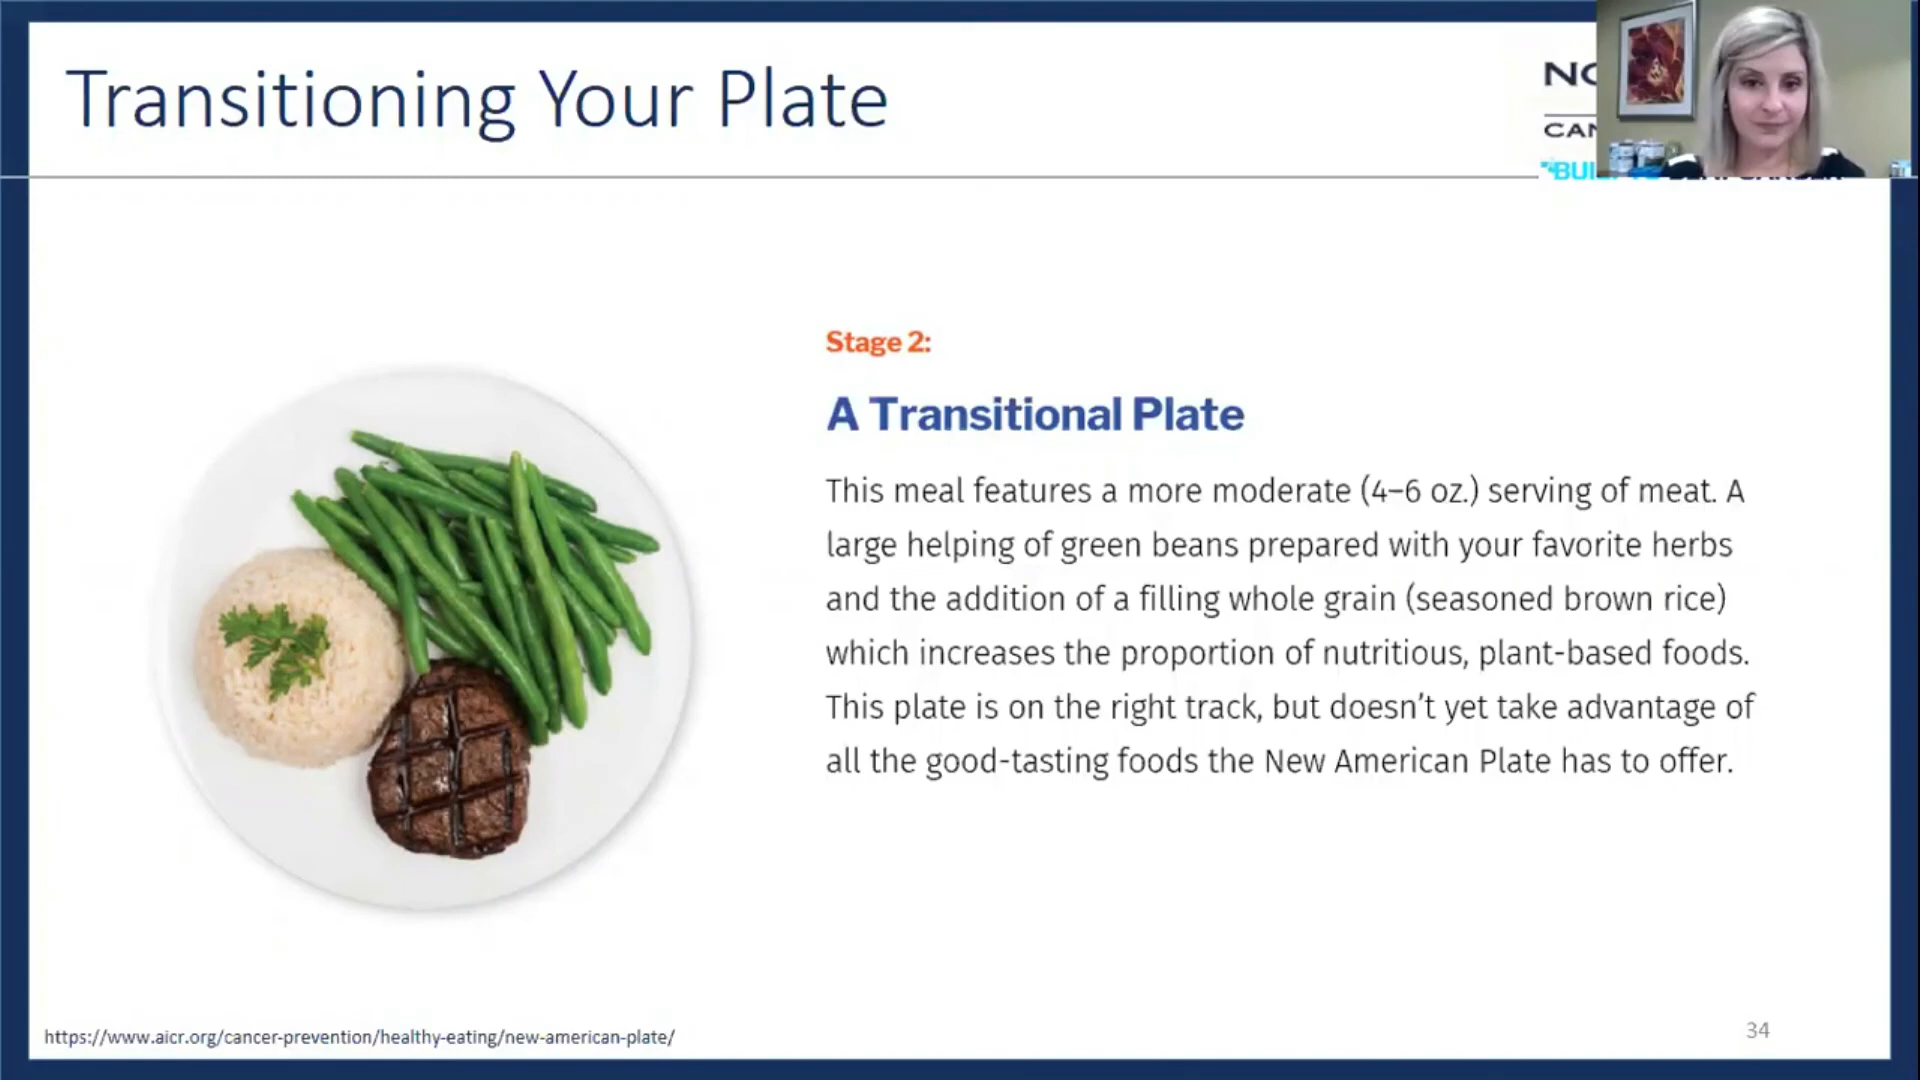 Transitioning Your Plate
Stage 2:
A Transitional Plate
This meal features a more moderate (4–6 oz.) serving of meat. A
large helping of green beans prepared with your favorite herbs
and the addition of a filling whole grain (seasoned brown rice)
which increases the proportion of nutritious, plant-based foods.
This plate is on the right track, but doesn’t yet take advantage of
all the good-tasting foods the New American Plate has to offer.
https://www.aicr.org/cancer-prevention/healthy-eating/new-american-plate/
34